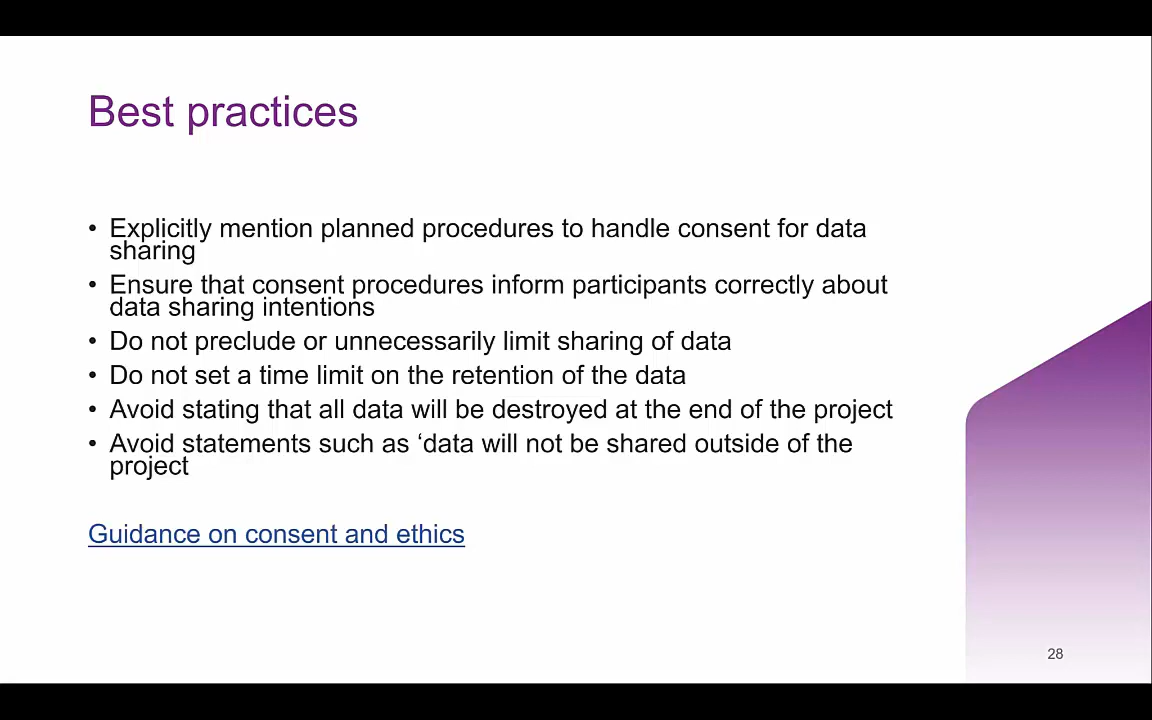 Best practices
• Explicitly mention planned procedures to handle consent for data
sharing
• Ensure that consent procedures inform participants correctly about
data sharing intentions
• Do not preclude or unnecessarily limit sharing of data
• Do not set a time limit on the retention of the data
• Avoid stating that all data will be destroyed at the end of the project
• Avoid statements such as ‘data will not be shared outside of the
project
Guidance on consent and ethics
28